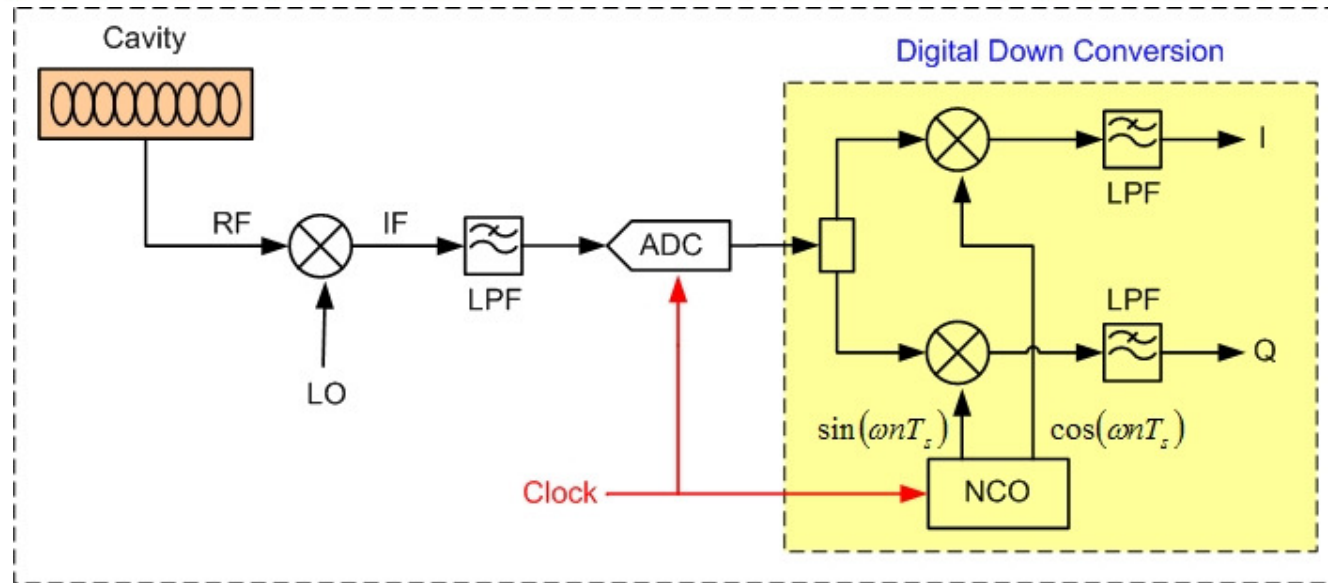 Cavity
Digital Down Conversion
I
LPF
RF
IF
ADC
LPF
LPF
Q
LO
sin(ωnTₛ)
cos(ωnTₛ)
Clock
NCO